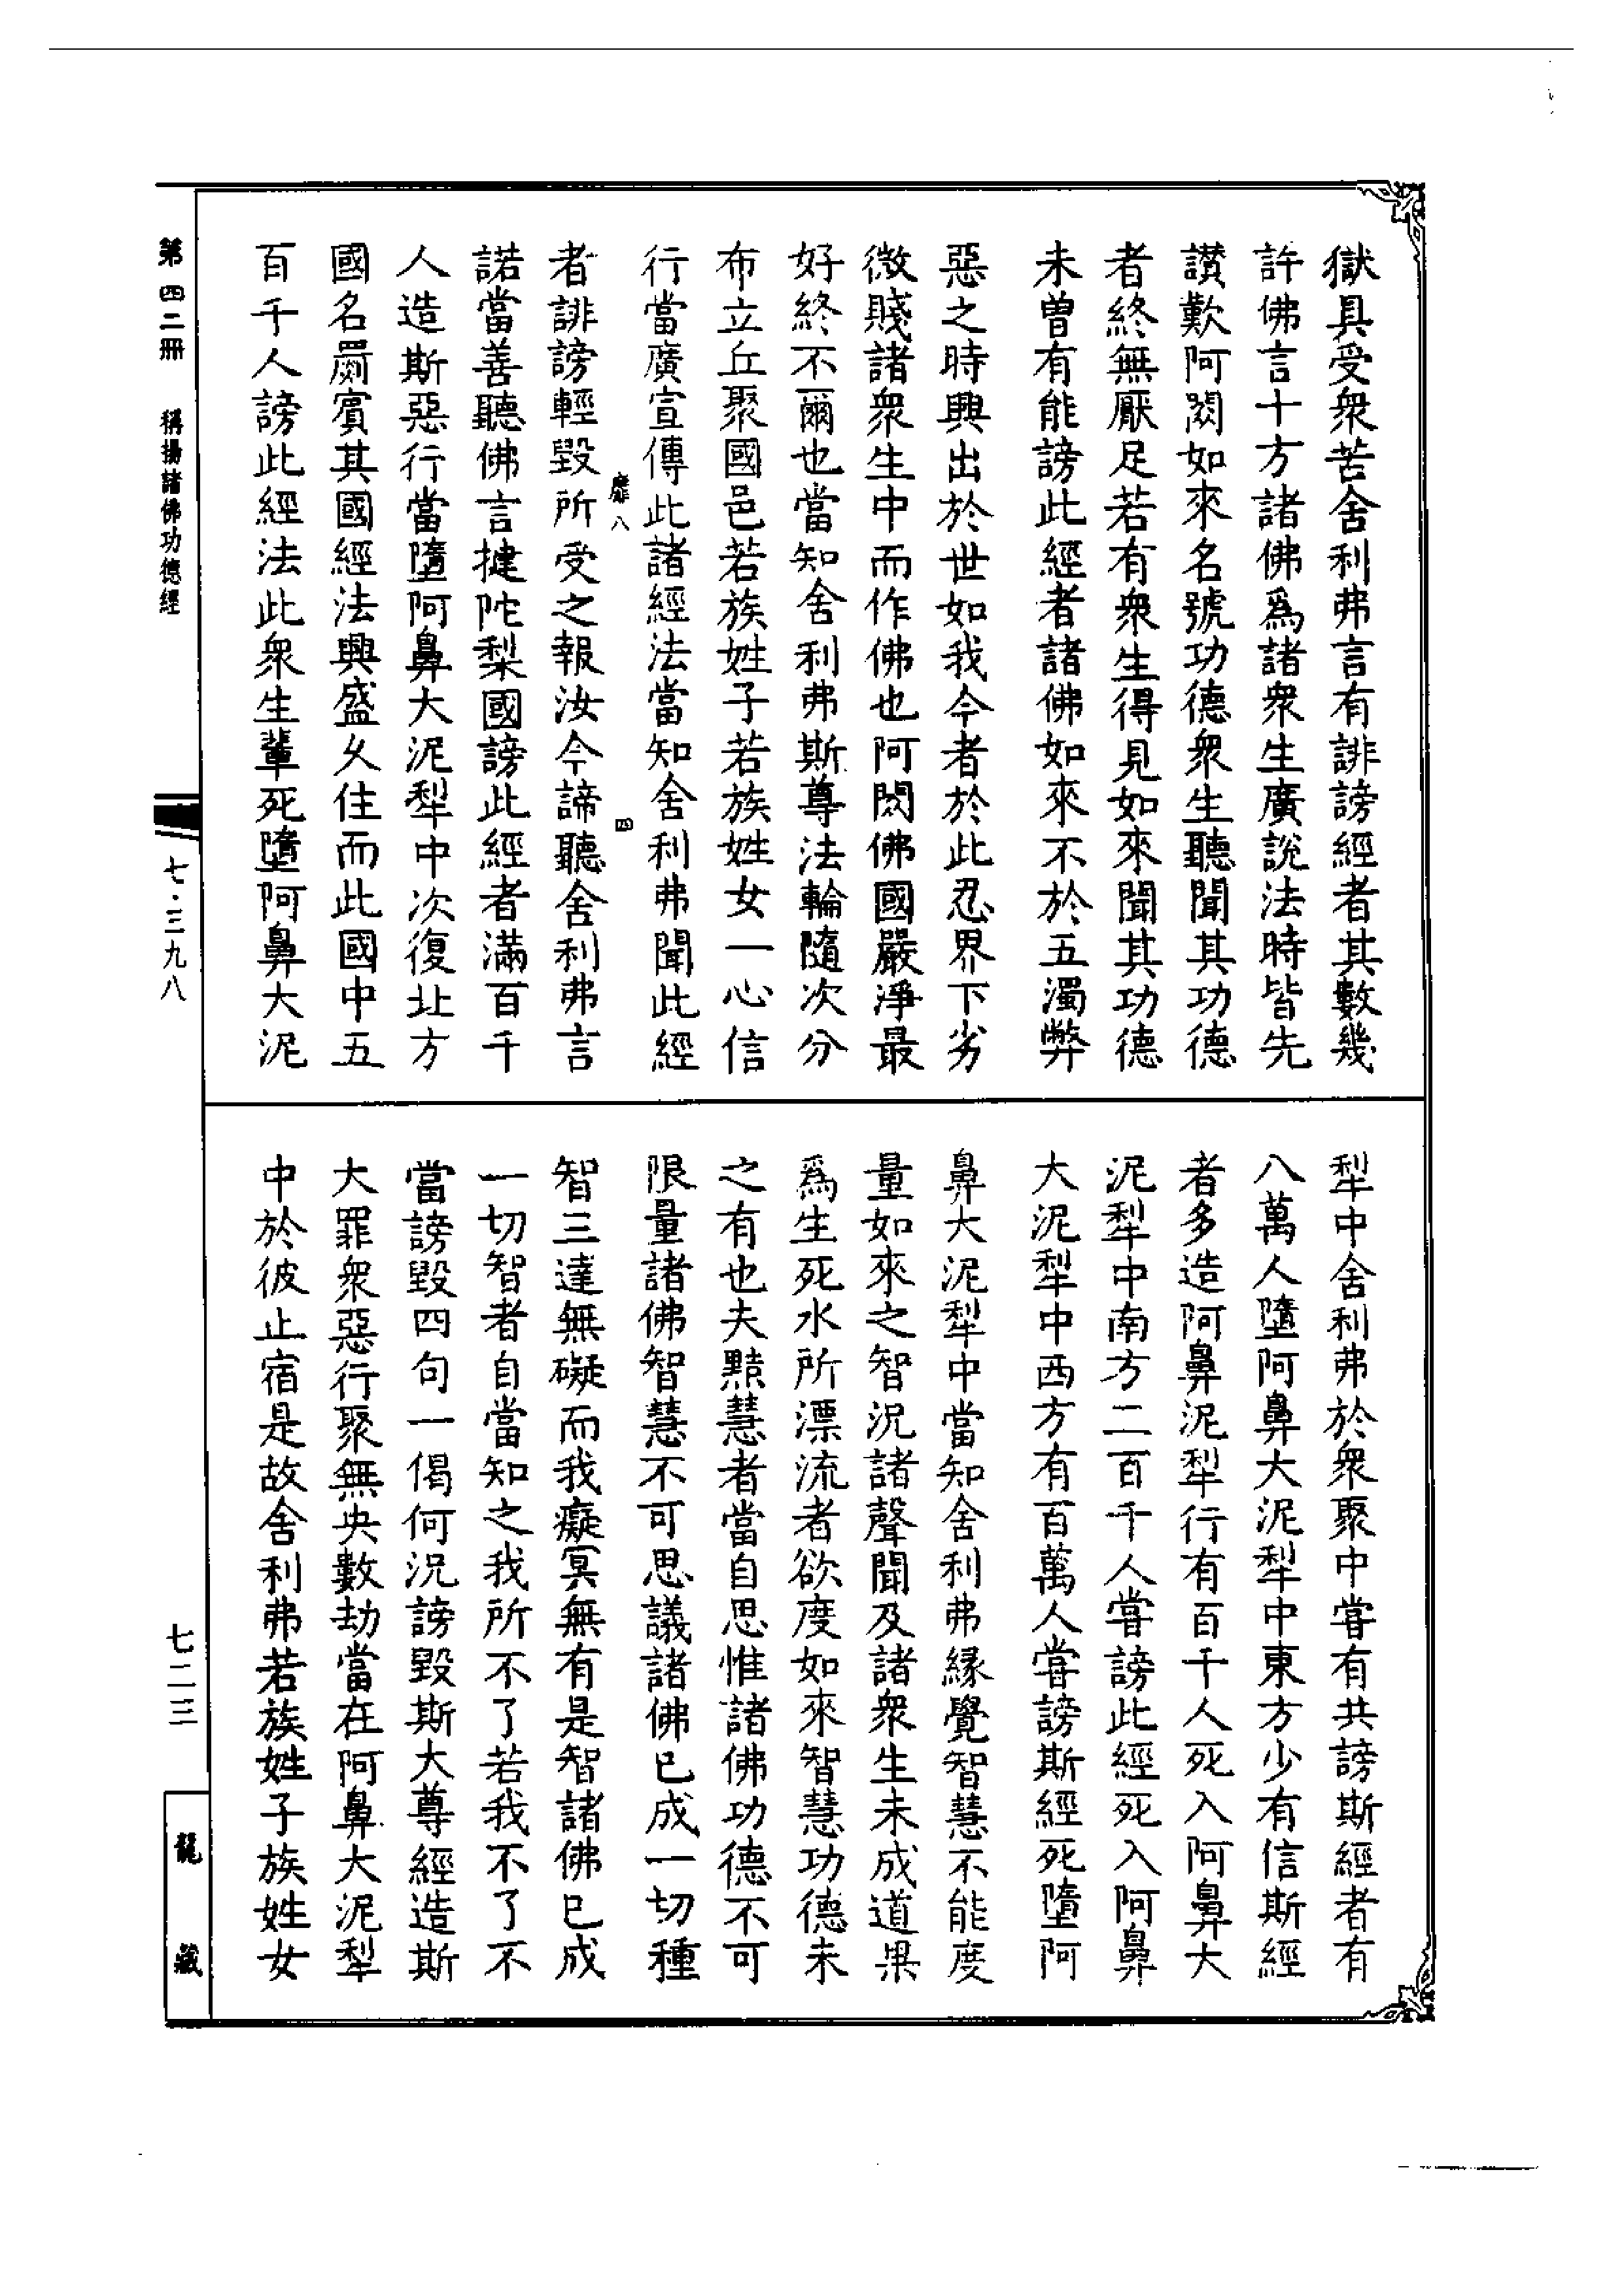 獄具受衆苦舍利弗言有誹謗經者其數幾
許佛言十方諸佛爲諸衆生廣說法時皆先
讃歎阿閦如來名號功德衆生聽聞其功德
者終無厭足若有衆生得見如來聞其功德
未曾有能謗此經者諸佛如來不於五濁弊
惡之時興出於世如我今者於此忍界下劣
微賤諸衆生中而作佛也阿閦佛國嚴淨最
好終不爾也當知舍利弗斯尊法輪隨次分
布立丘聚國邑若族姓子若族姓女一心信
行當廣宣傳此諸經法當知舍利弗聞此經
靡八 四
者誹謗輕毀所受之報汝今諦聽舍利弗言
諾當善聽佛言揵陀梨國謗此經者滿百千
人造斯惡行當墮阿鼻大泥犁中次復北方
國名罽賓其國經法興盛久住而此國中五
百千人謗此經法此衆生輩死墮阿鼻大泥
犁中舍利弗於衆聚中當有共謗斯經者有
八萬人墮阿鼻大泥犁中東方少有信斯經
者多造阿鼻泥犁行有百千人死入阿鼻大
泥犁中南方二百千人當謗此經死入阿鼻
大泥犁中西方有百萬人當謗斯經死墮阿
鼻大泥犁中當知舍利弗緣覺智慧不能度
量如來之智況諸聲聞及諸衆生未成道果
爲生死水所漂流者欲度如來智慧功德未
之有也夫黠慧者當自思惟諸佛功德不可
限量諸佛智慧不可思議諸佛已成一切種
智三達無礙而我癡冥無有是智諸佛已成
一切智者自當知之我所不了若我不了不
當謗毀四句一偈何況謗毀斯大尊經造斯
大罪衆惡行聚無央數劫當在阿鼻大泥犁
中於彼止宿是故舍利弗若族姓子族姓女
第四二冊 稱揚諸佛功德經
七·三九八
七二三
龍藏